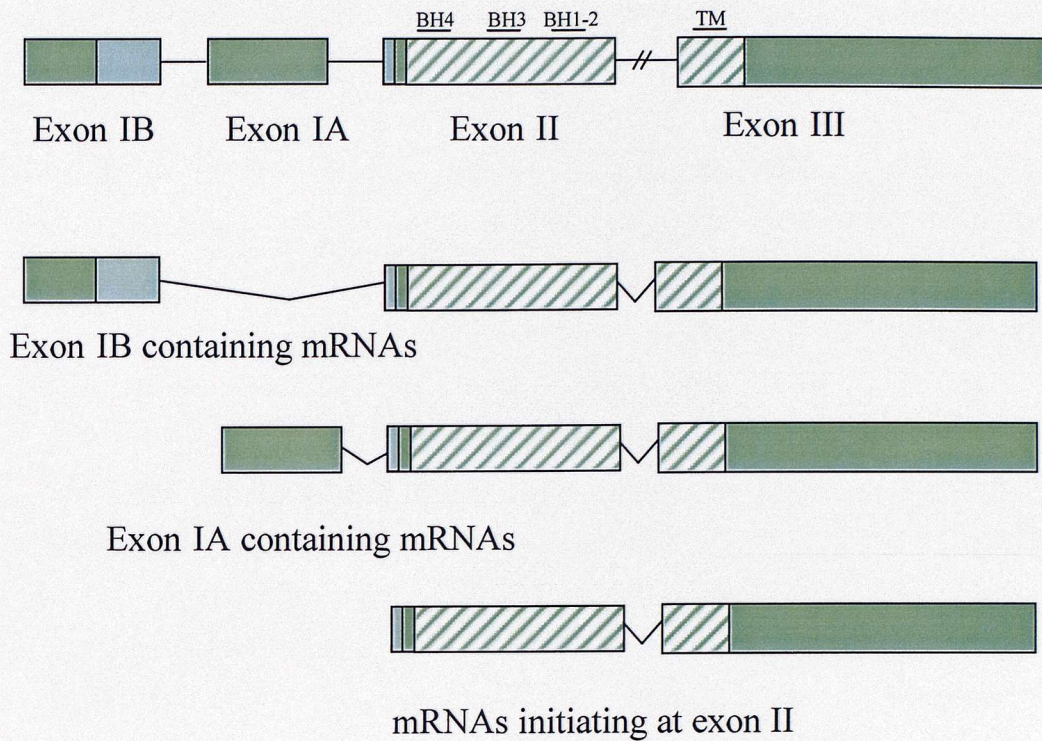 BH4 BH3 BH1-2 TM
Exon IB Exon IA Exon II Exon III
Exon IB containing mRNAs
Exon IA containing mRNAs
mRNAs initiating at exon II